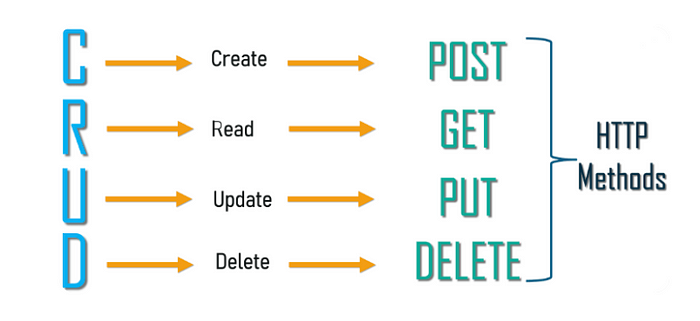 C Create POST
R Read GET
U Update PUT
D Delete DELETE
HTTP
Methods